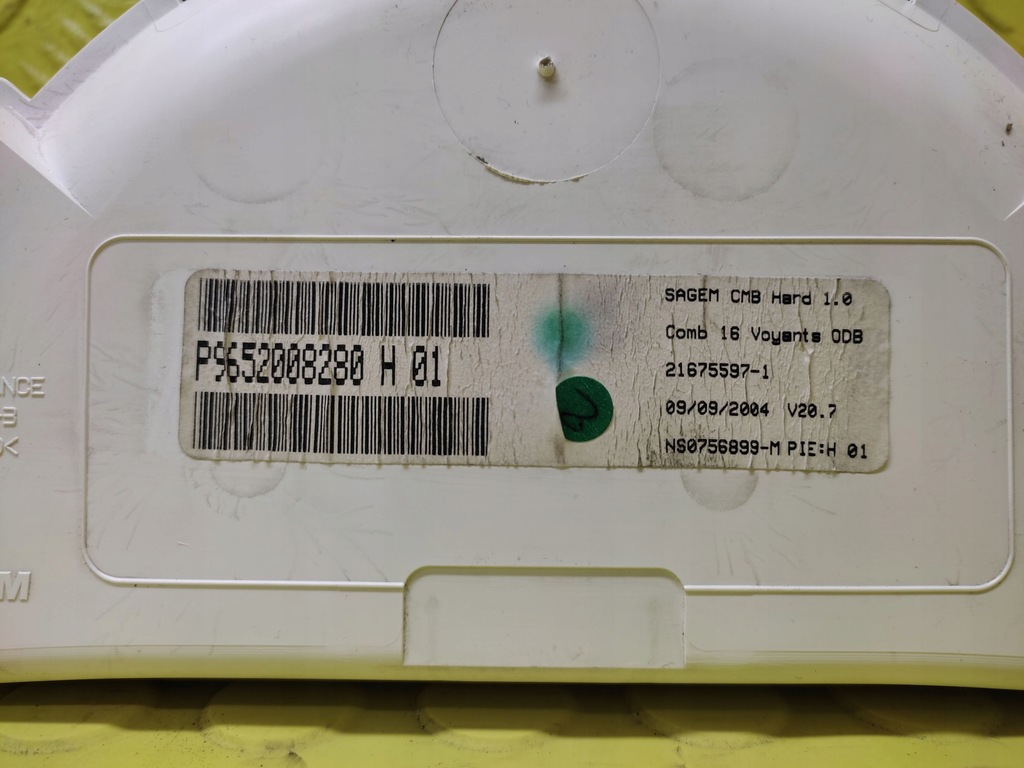 P9652008280 H 01
SAGEM CMB Hard 1.0
Comb 16 Voyants ODB
21675597-1
09/09/2004 V20.7
NS0756899-M PIE:H 01
2